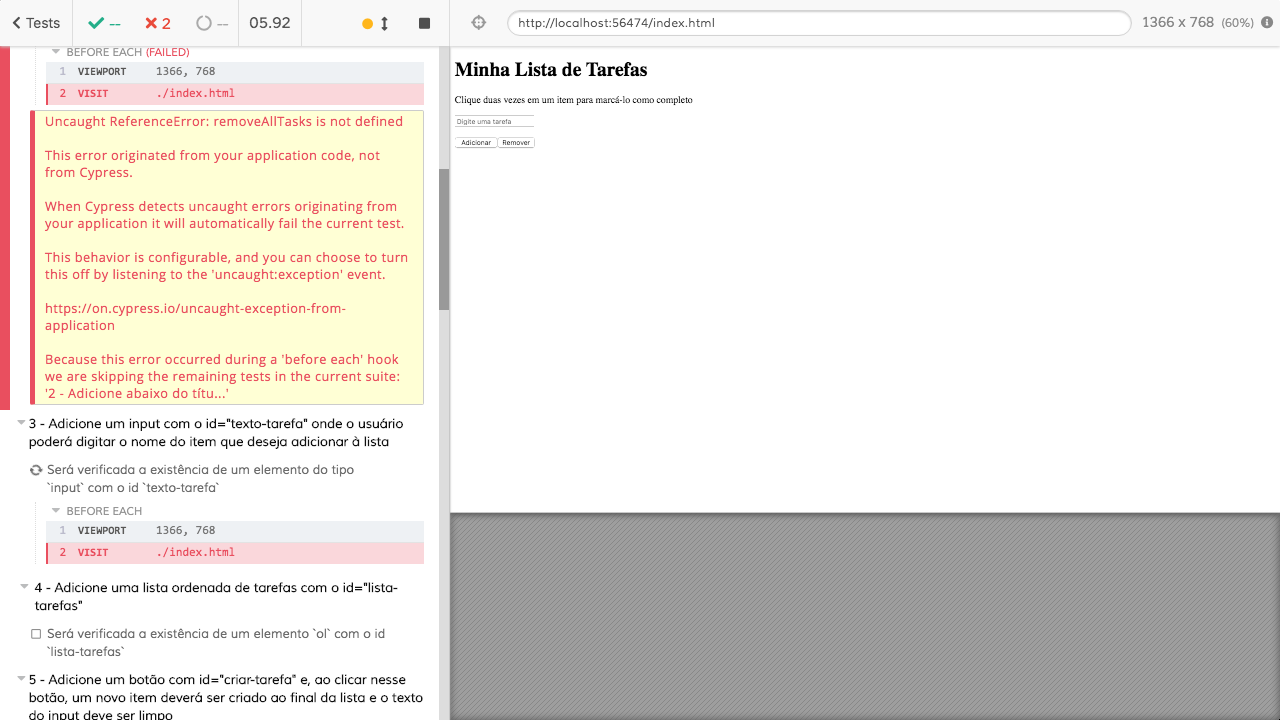 Tests
--
2
--
05.92
http://localhost:56474/index.html
1366 x 768 (60%)
BEFORE EACH (FAILED)
1 VIEWPORT 1366, 768
2 VISIT ./index.html
Uncaught ReferenceError: removeAllTasks is not defined
This error originated from your application code, not
from Cypress.
When Cypress detects uncaught errors originating from
your application it will automatically fail the current test.
This behavior is configurable, and you can choose to turn
this off by listening to the 'uncaught:exception' event.
https://on.cypress.io/uncaught-exception-from-
application
Because this error occurred during a 'before each' hook
we are skipping the remaining tests in the current suite:
'2 - Adicione abaixo do títu...'
3 - Adicione um input com o id="texto-tarefa" onde o usuário
poderá digitar o nome do item que deseja adicionar à lista
Será verificada a existência de um elemento do tipo
`input` com o id `texto-tarefa`
BEFORE EACH
1 VIEWPORT 1366, 768
2 VISIT ./index.html
4 - Adicione uma lista ordenada de tarefas com o id="lista-
tarefas"
Será verificada a existência de um elemento `ol` com o id
`lista-tarefas`
5 - Adicione um botão com id="criar-tarefa" e, ao clicar nesse
botão, um novo item deverá ser criado ao final da lista e o texto
do input deve ser limpo
Minha Lista de Tarefas
Clique duas vezes em um item para marcá-lo como completo
Digite uma tarefa
Adicionar Remover